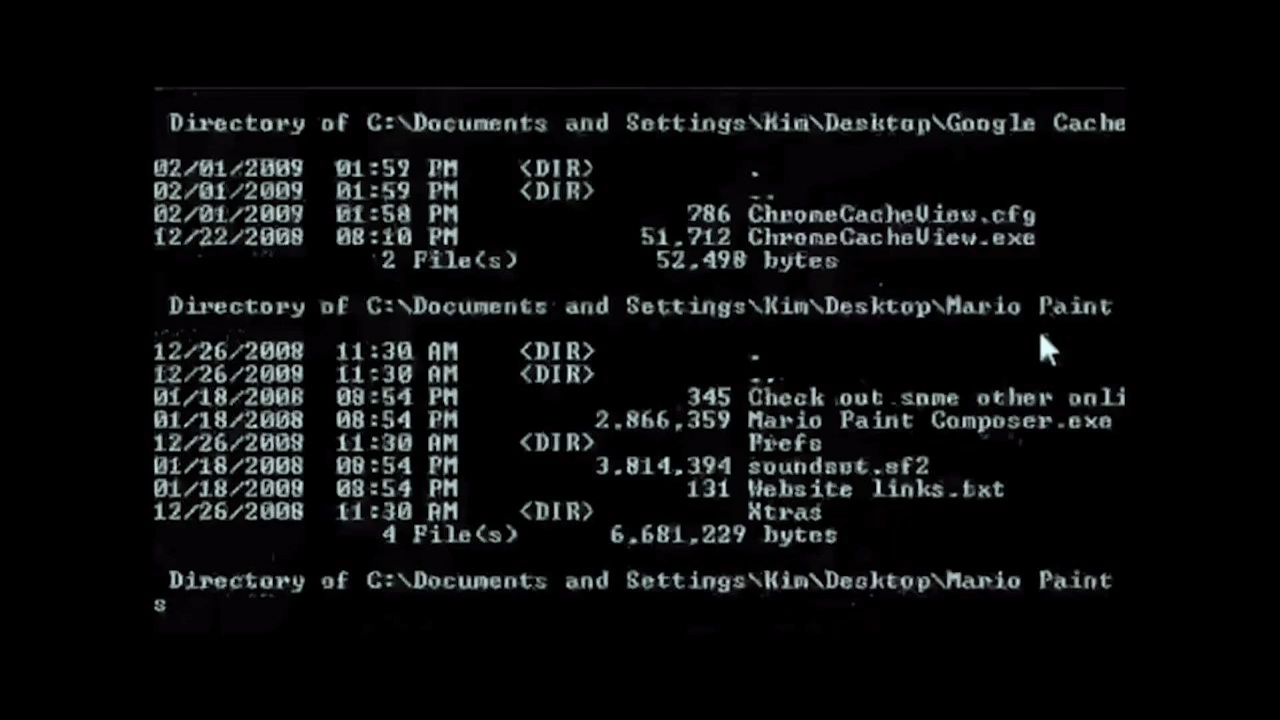 Directory of C:\Documents and Settings\Kim\Desktop\Google Cache
02/01/2009 01:59 PM <DIR> .
02/01/2009 01:59 PM <DIR> ..
02/01/2009 01:58 PM 786 ChromeCacheView.cfg
12/22/2008 08:10 PM 51,712 ChromeCacheView.exe
2 File(s) 52,498 bytes
Directory of C:\Documents and Settings\Kim\Desktop\Mario Paint
12/26/2008 11:30 AM <DIR> .
12/26/2008 11:30 AM <DIR> ..
01/18/2008 08:54 PM 345 Check out some other onli
01/18/2008 08:54 PM 2,866,359 Mario Paint Composer.exe
12/26/2008 11:30 AM <DIR> Prefs
01/18/2008 08:54 PM 3,814,394 soundset.sf2
01/18/2008 08:54 PM 131 Website links.txt
12/26/2008 11:30 AM <DIR> Xtras
4 File(s) 6,681,229 bytes
Directory of C:\Documents and Settings\Kim\Desktop\Mario Paint
s